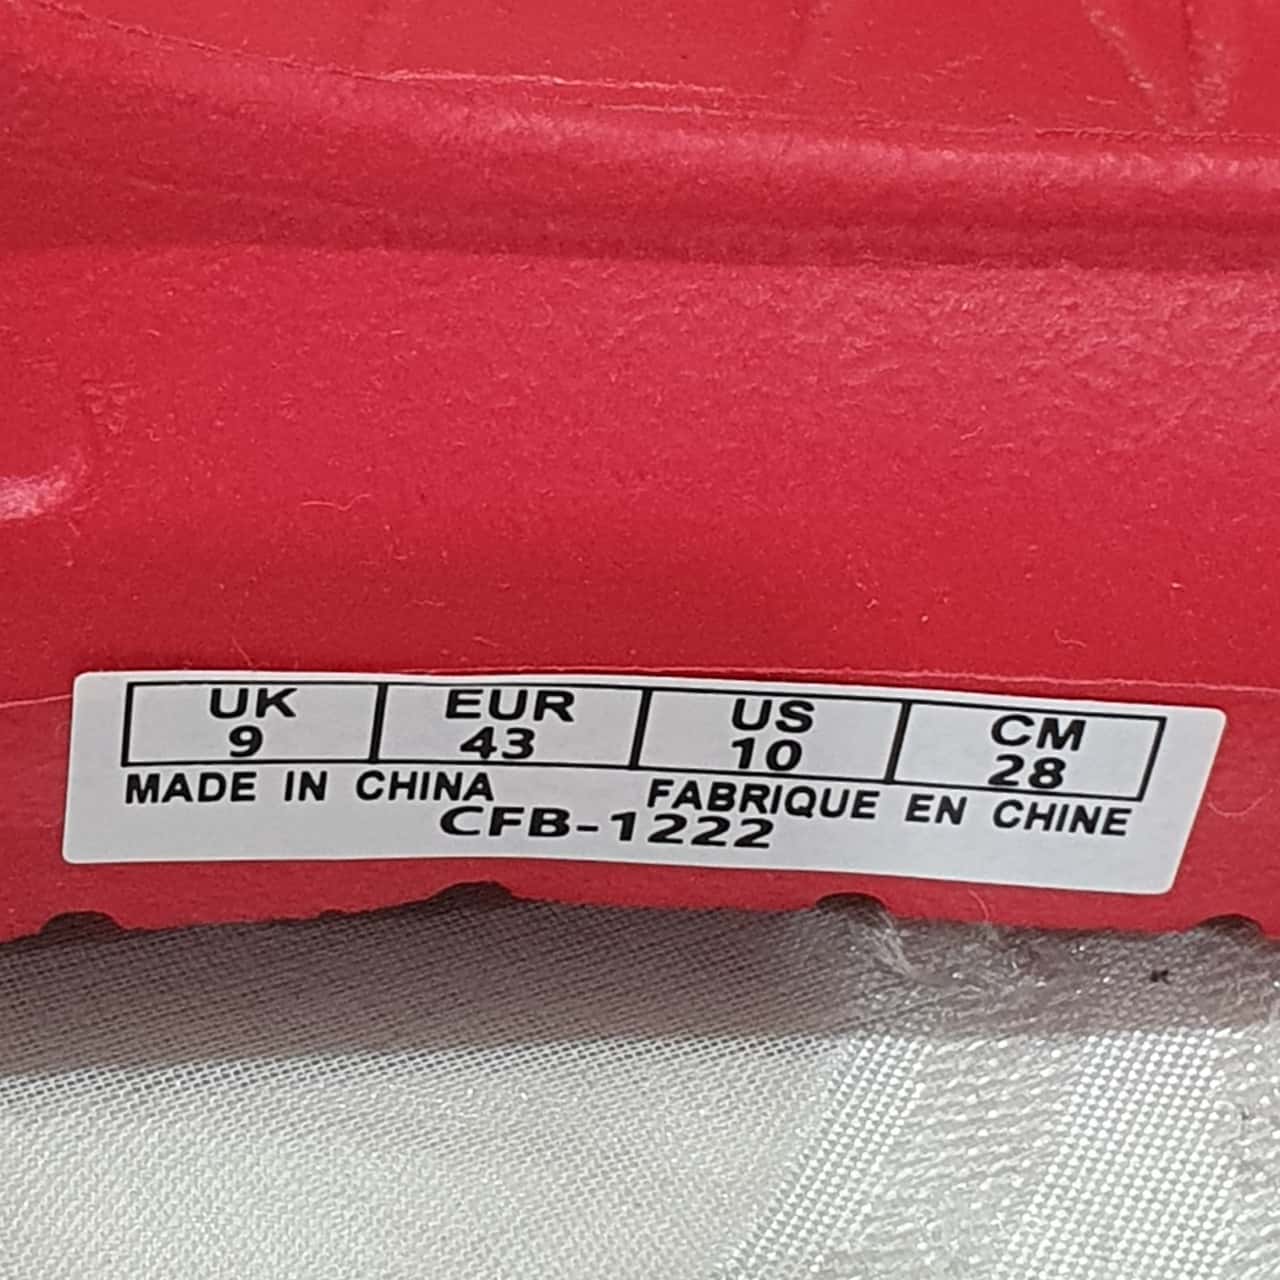 UK EUR US CM
9 43 10 28
MADE IN CHINA FABRIQUE EN CHINE
CFB-1222